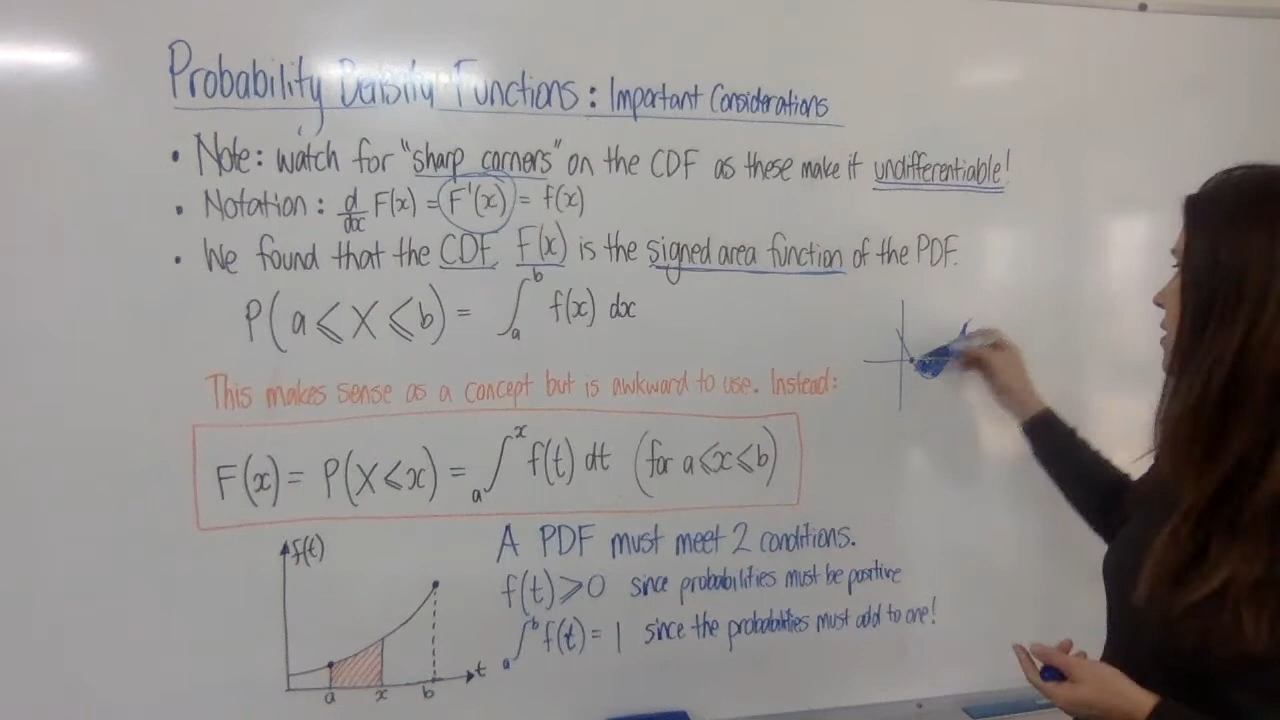 Probability Density Functions : Important Considerations
• Note: watch for "sharp corners" on the CDF as these make it undifferentiable!
• Notation: d/dx F(x) = F'(x) = f(x)
• We found that the CDF F(x) is the signed area function of the PDF.
P(a ⩽ X ⩽ b) = ∫_a^b f(x) dx
This makes sense as a concept but is awkward to use. Instead:
F(x) = P(X ⩽ x) = ∫_a^x f(t) dt (for a ⩽ x ⩽ b)
A PDF must meet 2 conditions.
f(t) ⩾ 0 since probabilities must be positive
∫_a^b f(t) = 1 since the probabilities must add to one!
f(t)
t
a x b